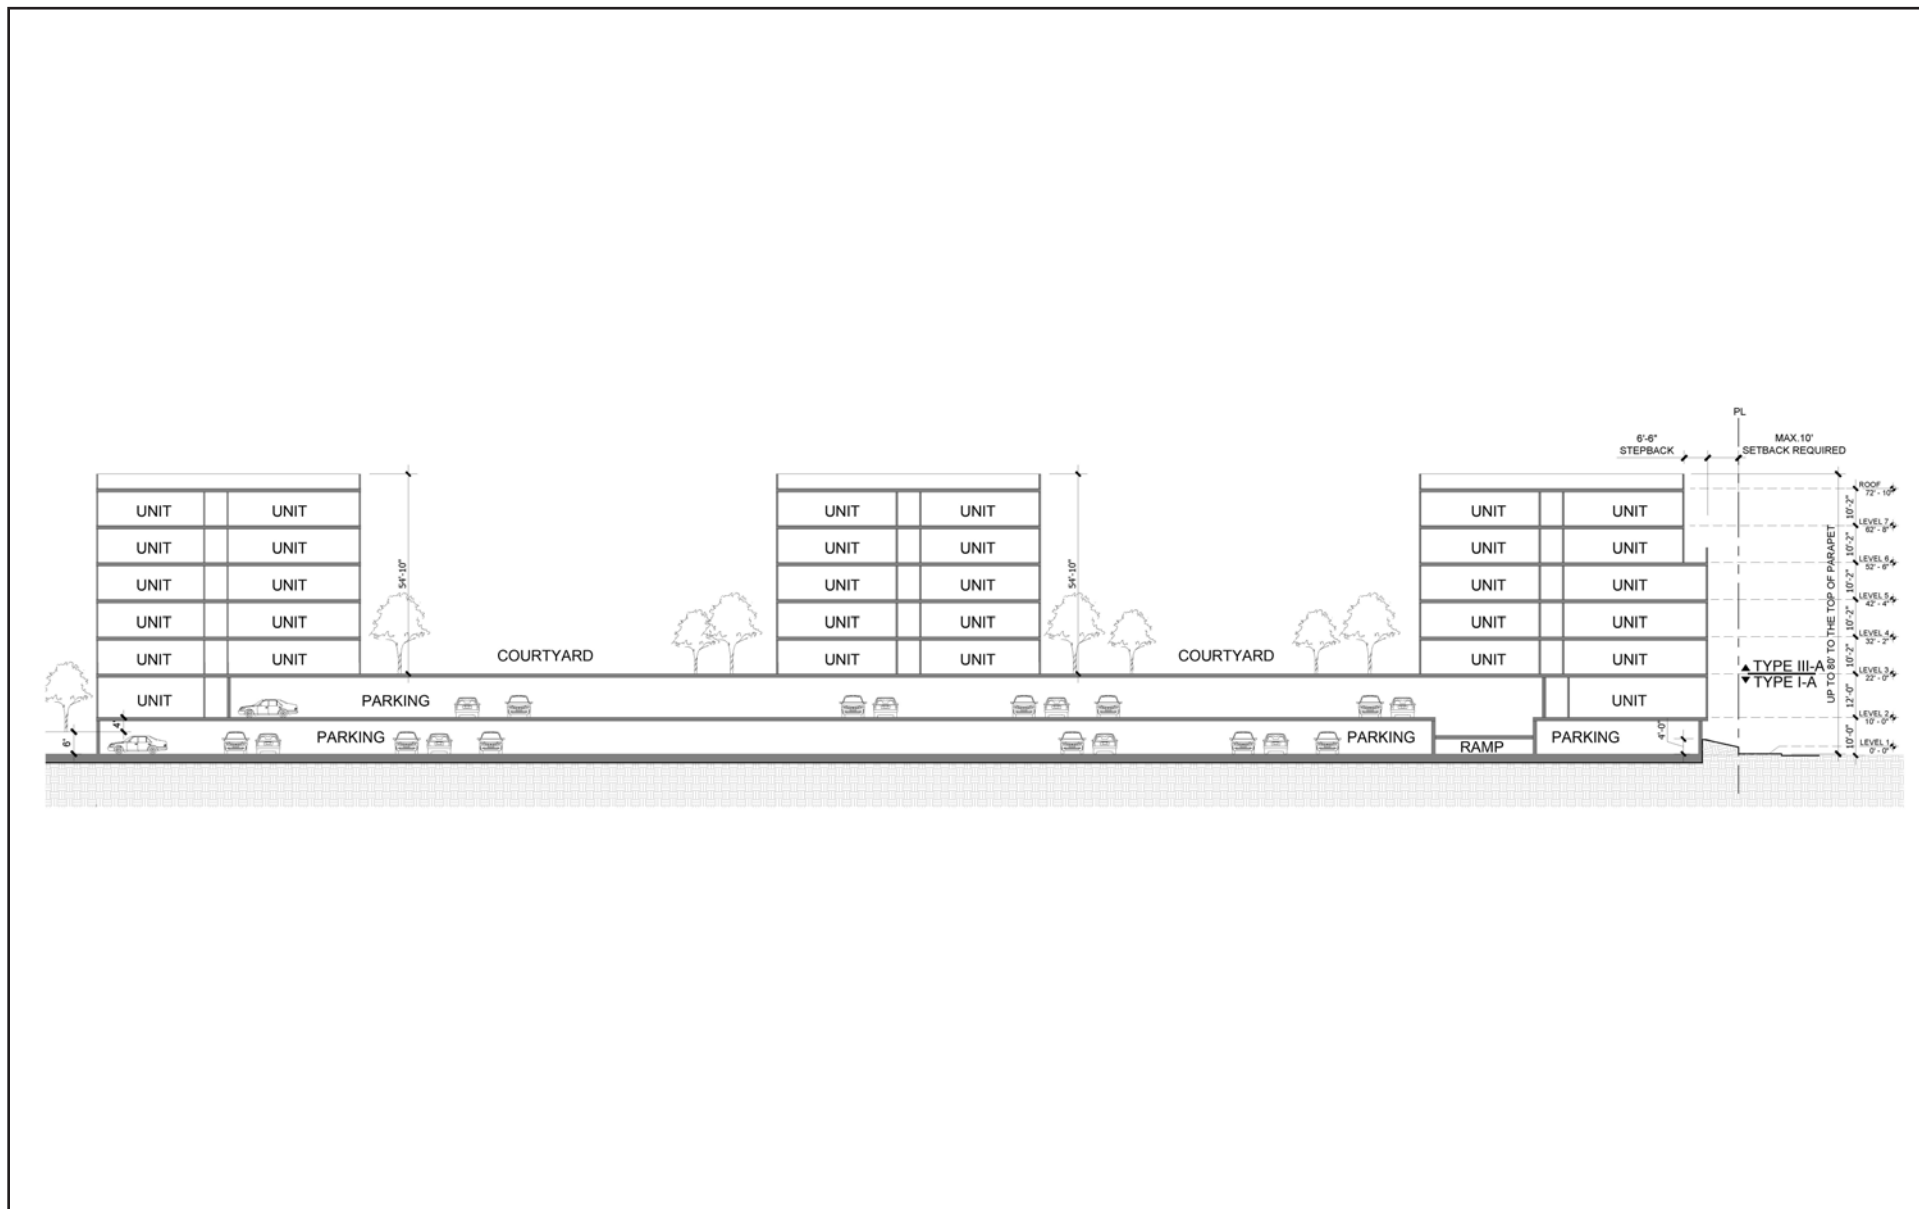 PL
6'-6"
STEPBACK
MAX.10'
SETBACK REQUIRED
ROOF
72' - 10"
UNIT UNIT UNIT UNIT UNIT UNIT
10'-2"
LEVEL 7
62' - 8"
UNIT UNIT UNIT UNIT UNIT UNIT
10'-2"
LEVEL 6
52' - 6"
54'-10"
54'-10"
UNIT UNIT UNIT UNIT UNIT UNIT
10'-2"
LEVEL 5
42' - 4"
UNIT UNIT UNIT UNIT UNIT UNIT
10'-2"
LEVEL 4
32' - 2"
UNIT UNIT COURTYARD UNIT UNIT COURTYARD UNIT UNIT
10'-2"
LEVEL 3
22' - 0"
TYPE III-A
TYPE I-A
UP TO 80' TO THE TOP OF PARAPET
UNIT PARKING UNIT
12'-0"
LEVEL 2
10' - 0"
4'
6'
PARKING PARKING RAMP PARKING
4'-0"
10'-0"
LEVEL 1
0' - 0"